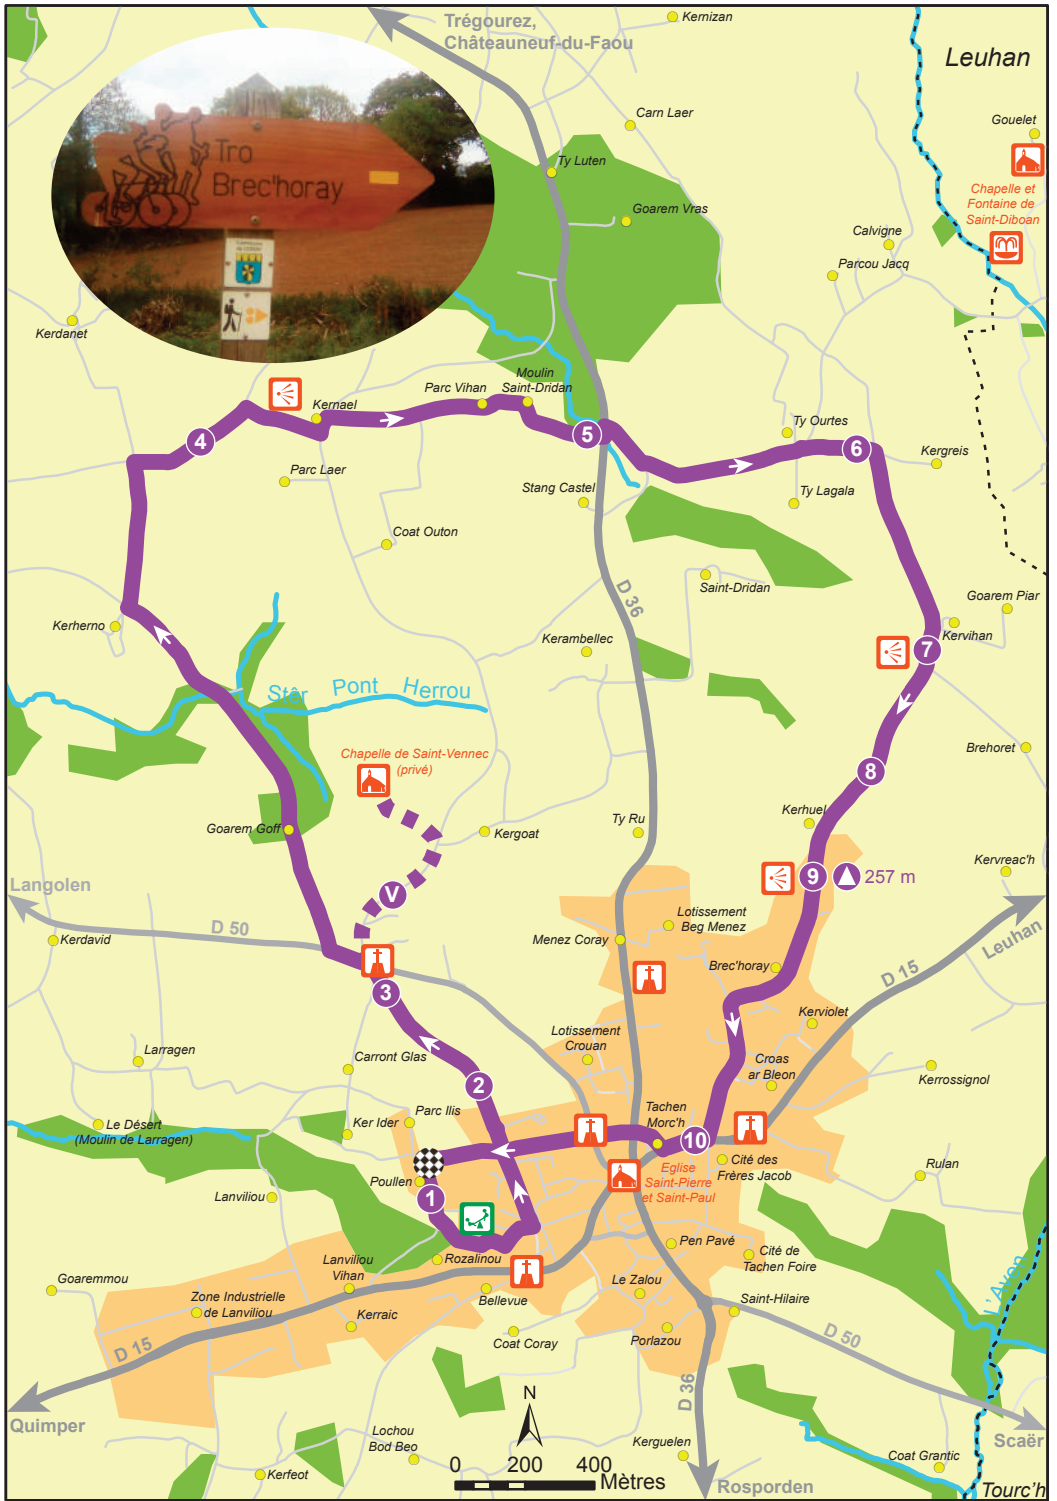 Trégourez,
Châteauneuf-du-Faou
Kernizan
Leuhan
Carn Laer
Gouelet
Tro
Brec'horay
Ty Luten
Chapelle et
Fontaine de
Saint-Diboan
Goarem Vras
Calvigne
Parcou Jacq
Kerdanet
Moulin
Saint-Dridan
Parc Vihan
Kernael
4
5
Ty Ourtes
6
Kergreis
Parc Laer
Stang Castel
Ty Lagala
Coat Outon
D 36
Saint-Dridan
Goarem Piar
Kerherno
Kerambellec
Kervihan
7
Stêr Pont Herrou
Chapelle de Saint-Vennec
(privé)
Brehoret
8
Goarem Goff
Kergoat
Ty Ru
Kerhuel
Kervreac'h
9
257 m
Langolen
V
D 50
Kerdavid
Menez Coray
Lotissement
Beg Menez
Brec'horay
D 15
Leuhan
3
Kerviolet
Larragen
Carront Glas
Lotissement
Crouan
Croas
ar Bleon
Kerrossignol
2
Le Désert
(Moulin de Larragen)
Ker Ider
Parc Ilis
Tachen
Morc'h
10
Eglise
Saint-Pierre
et Saint-Paul
Cité des
Frères Jacob
Rulan
Poullen
1
Lanviliou
Pen Pavé
Cité de
Tachen Foire
L'Aven
Lanviliou
Vihan
Rozalinou
Goaremmou
Zone Industrielle
de Lanviliou
Kerraic
Bellevue
Le Zalou
Saint-Hilaire
Coat Coray
Porlazou
D 50
D 15
D 36
Quimper
N
Lochou
Bod Beo
Kerguelen
Scaër
Coat Grantic
Kerfeot
0 200 400
Mètres
Rosporden
Tourc'h